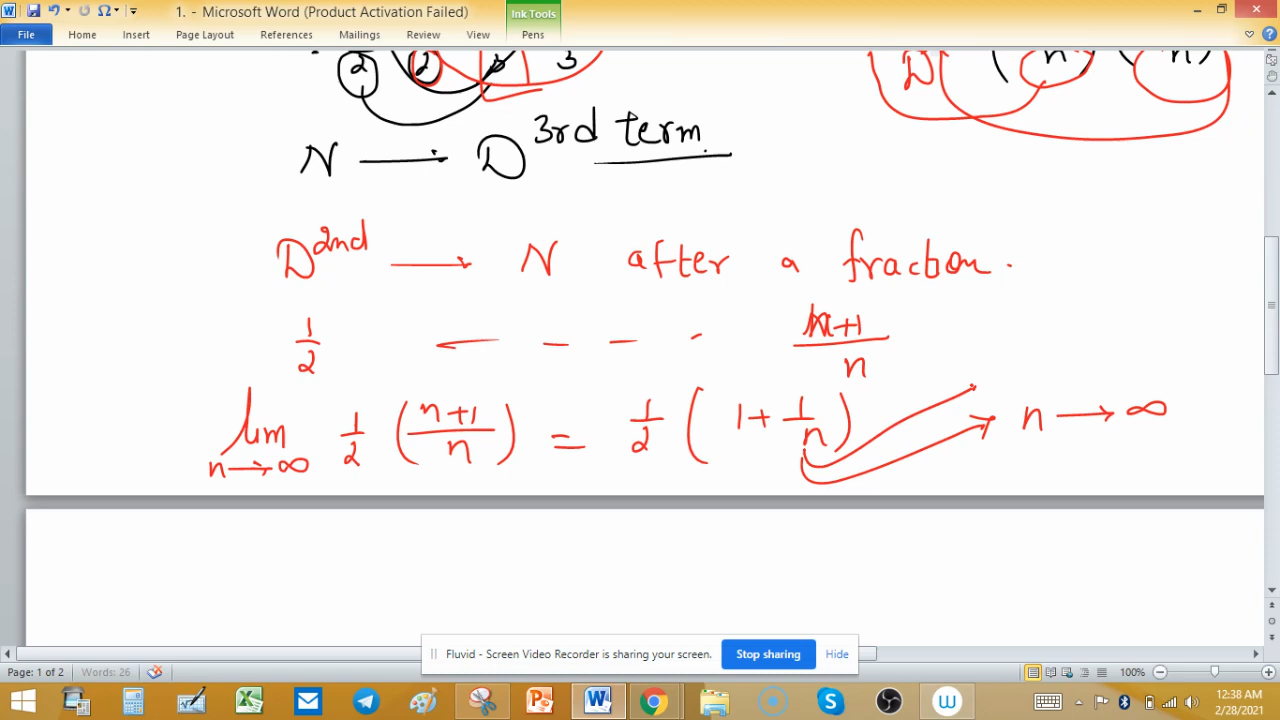 1. - Microsoft Word (Product Activation Failed)
Ink Tools
File Home Insert Page Layout References Mailings Review View Pens
2 2 3 3
D n n
N → D 3rd term
D 2nd → N after a fraction.
1/2 ← - - - n+1/n
lim n→∞ 1/2 (n+1/n) = 1/2 (1 + 1/n) n → ∞
Fluvid - Screen Video Recorder is sharing your screen. Stop sharing Hide
Page: 1 of 2 Words: 26 100%
12:38 AM
2/28/2021